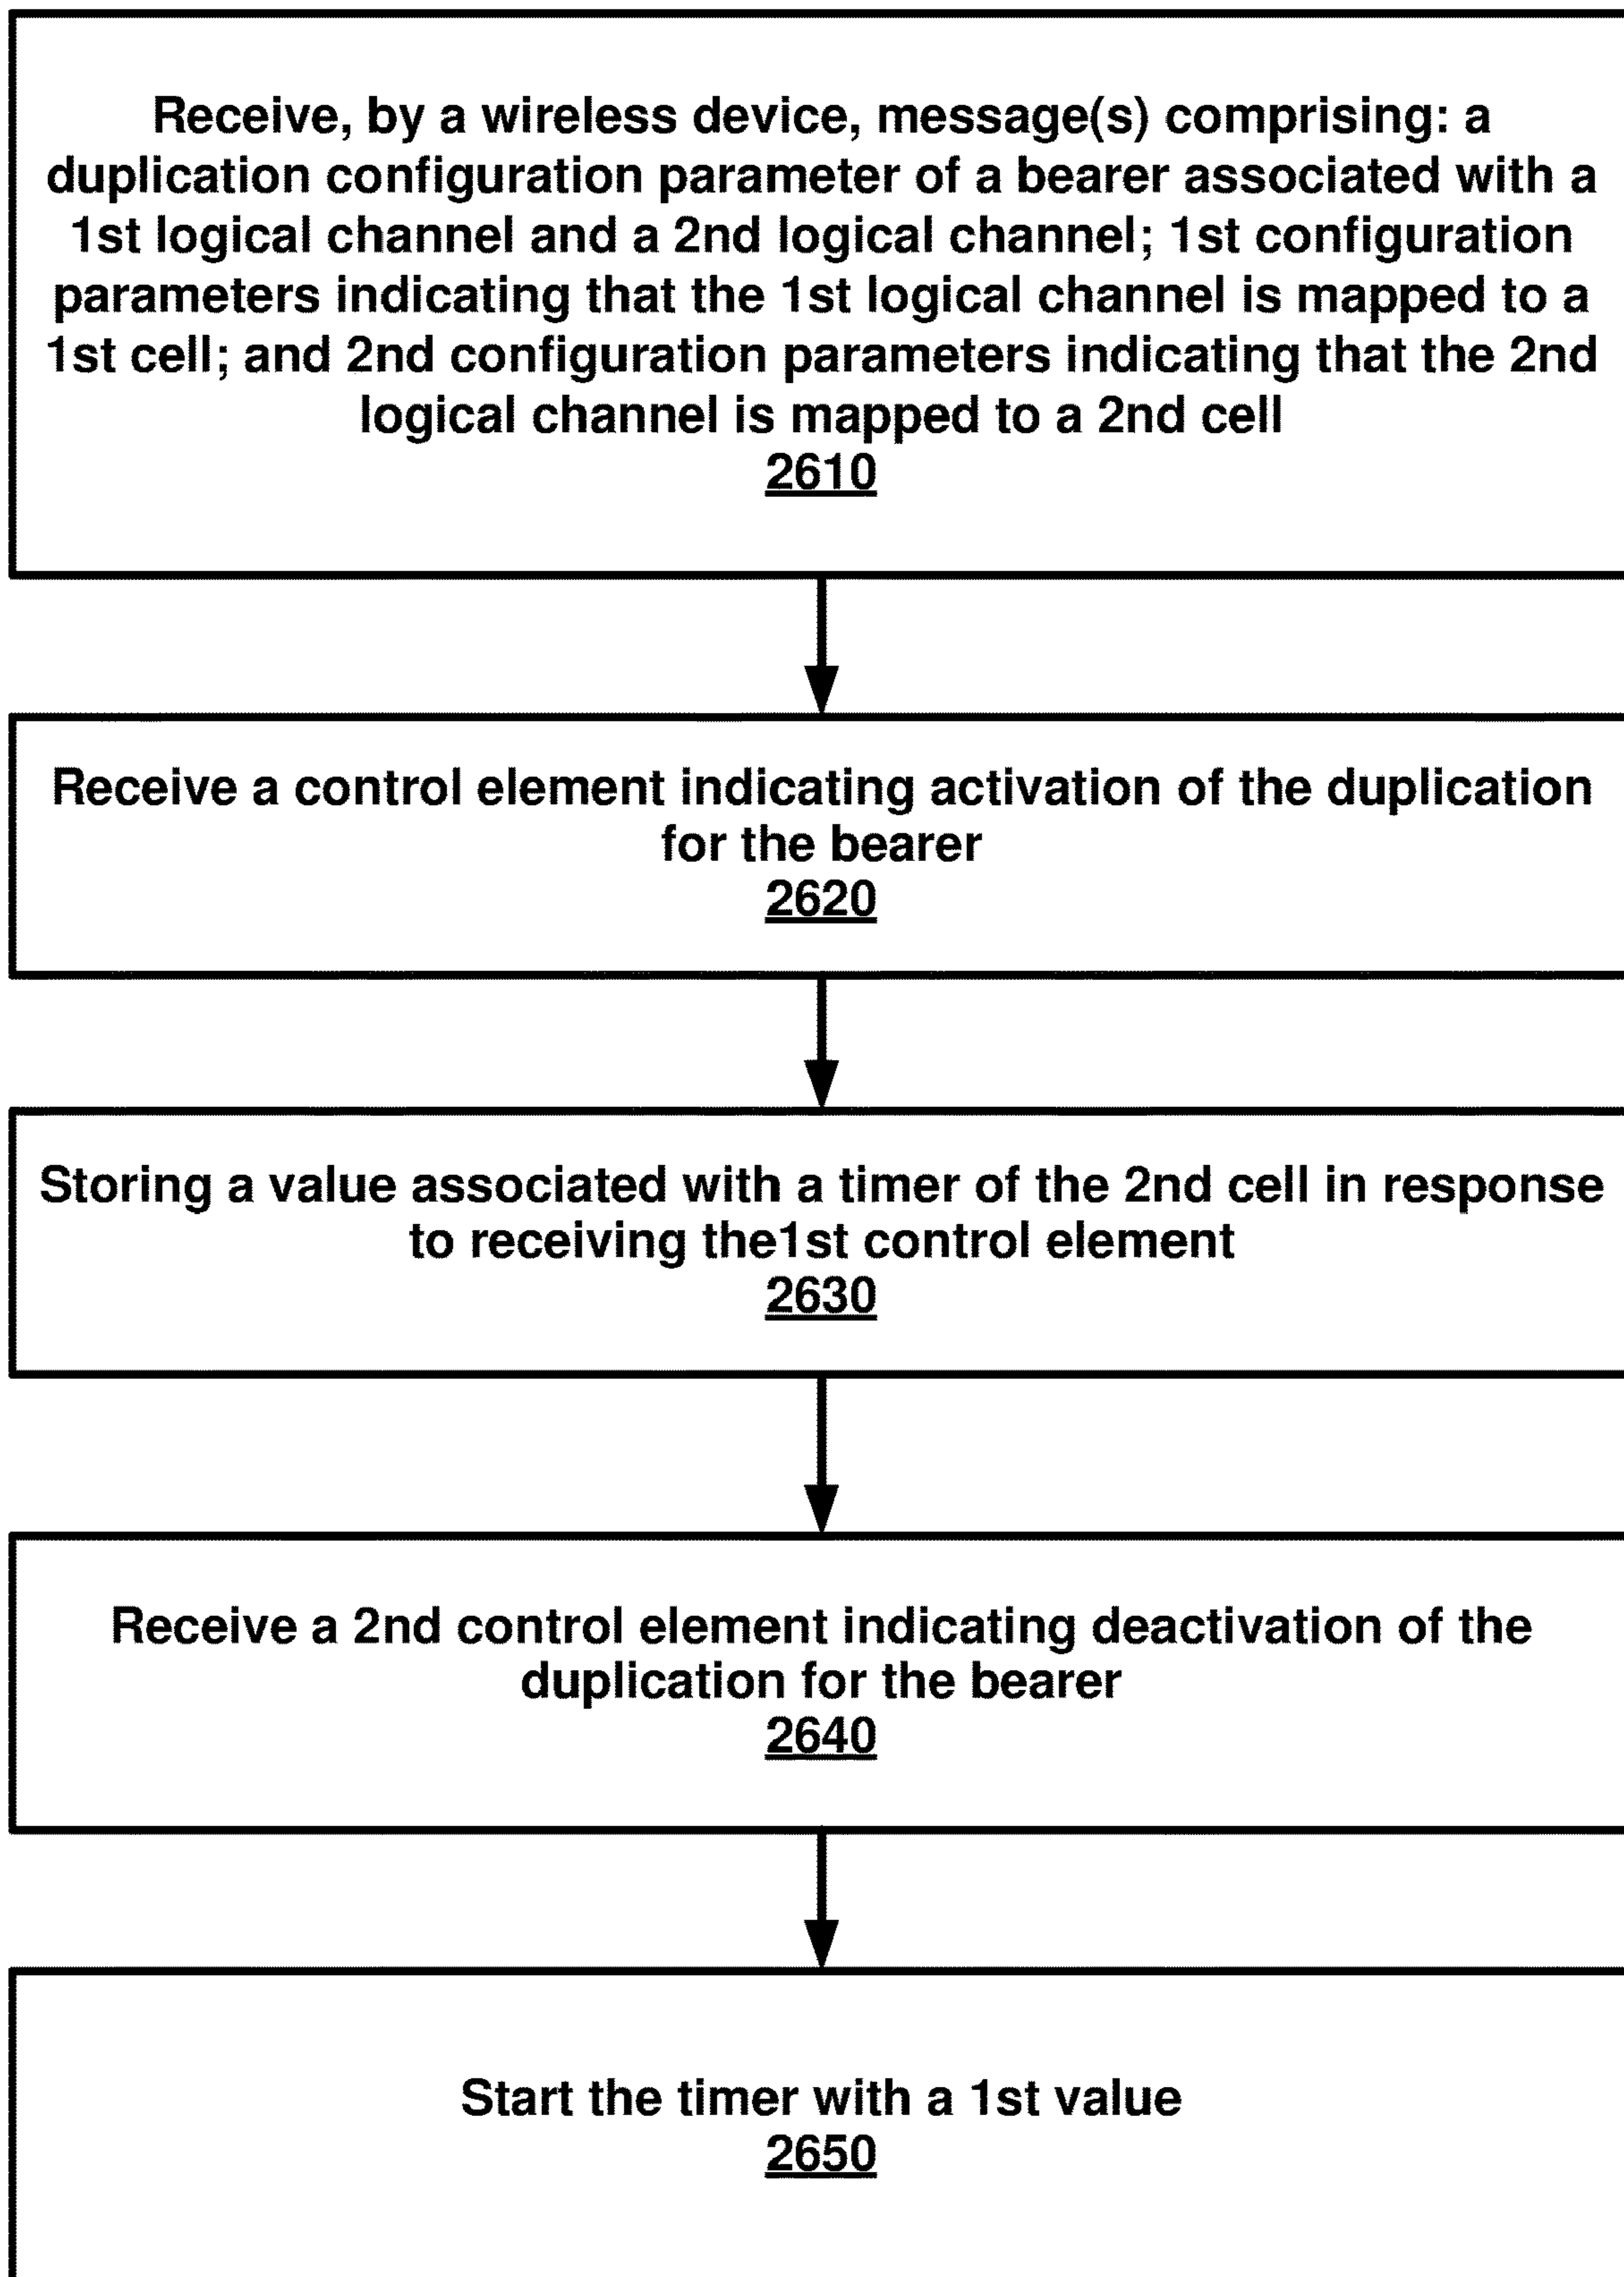 Receive, by a wireless device, message(s) comprising: a
duplication configuration parameter of a bearer associated with a
1st logical channel and a 2nd logical channel; 1st configuration
parameters indicating that the 1st logical channel is mapped to a
1st cell; and 2nd configuration parameters indicating that the 2nd
logical channel is mapped to a 2nd cell
2610
Receive a control element indicating activation of the duplication
for the bearer
2620
Storing a value associated with a timer of the 2nd cell in response
to receiving the1st control element
2630
Receive a 2nd control element indicating deactivation of the
duplication for the bearer
2640
Start the timer with a 1st value
2650